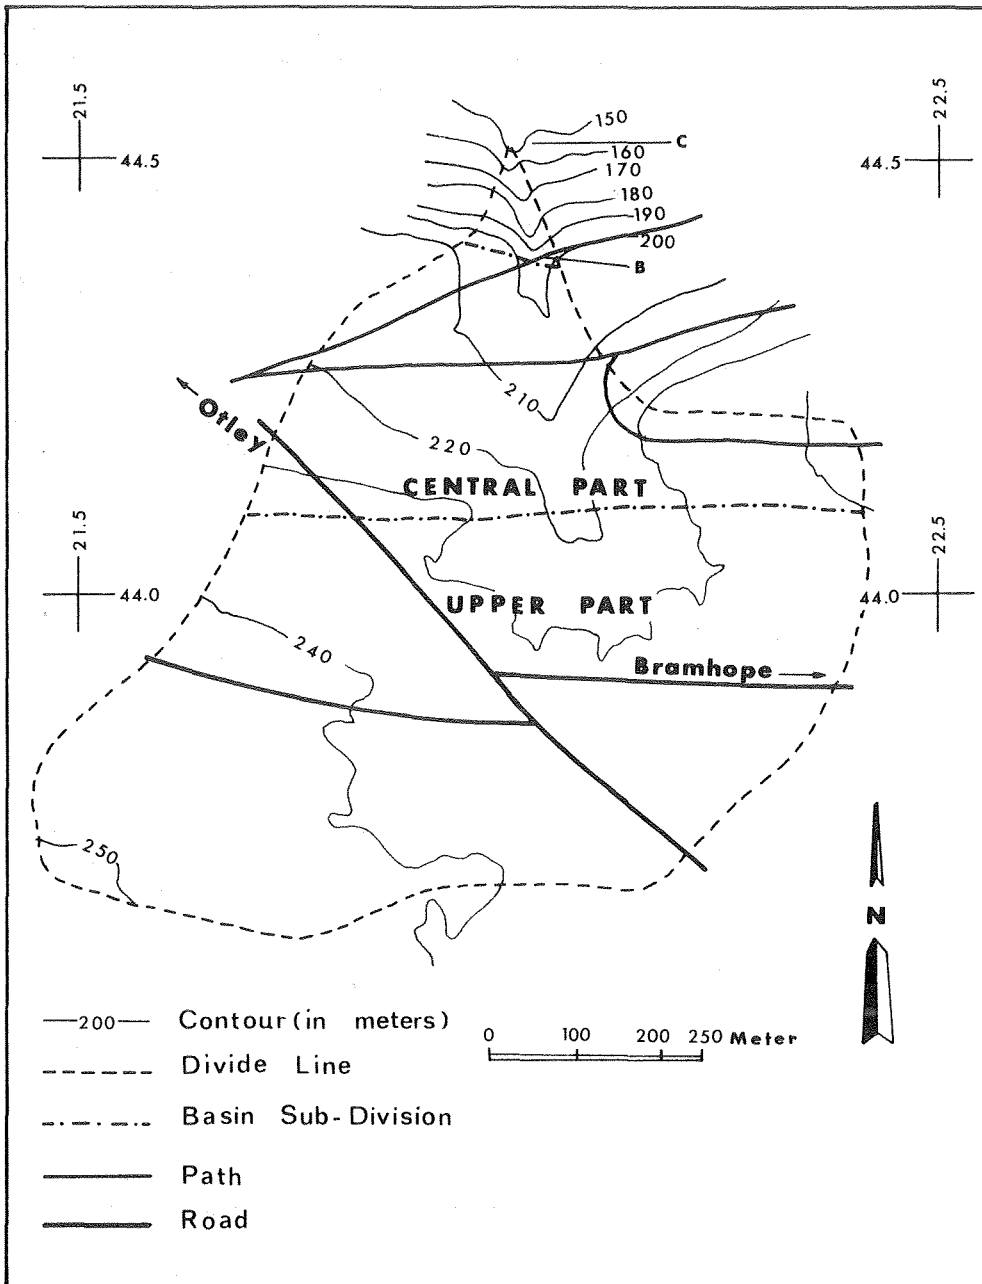 21.5
22.5
150
C
44.5
160
44.5
170
180
190
200
B
210
Otley
220
CENTRAL PART
21.5
22.5
44.0
UPPER PART
44.0
240
Bramhope
250
N
200 Contour (in meters)
0 100 200 250 Meter
Divide Line
Basin Sub-Division
Path
Road